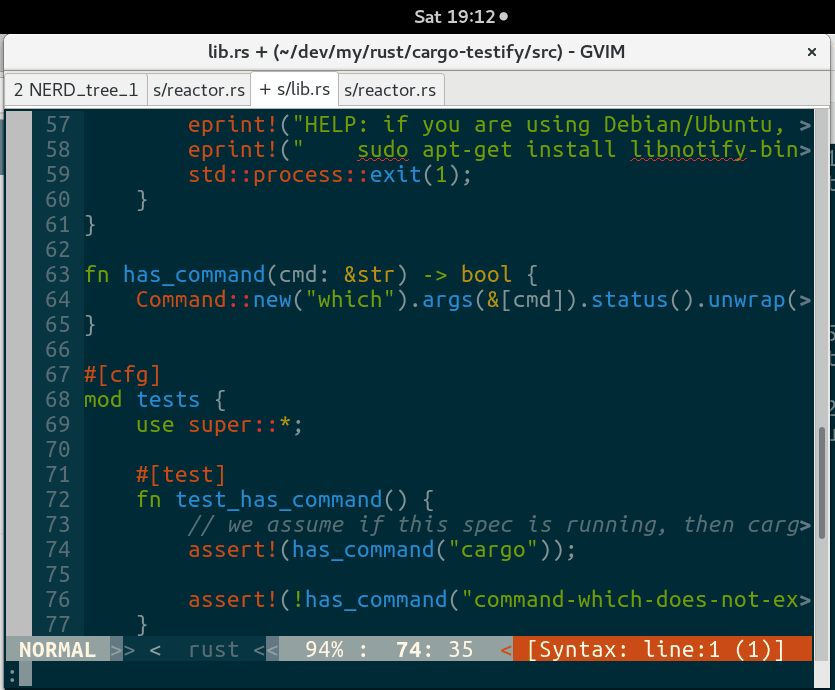 Sat 19:12
lib.rs + (~/dev/my/rust/cargo-testify/src) - GVIM ×
2 NERD_tree_1 s/reactor.rs + s/lib.rs s/reactor.rs
57         eprint!("HELP: if you are using Debian/Ubuntu, >
58         eprint!("    sudo apt-get install libnotify-bin>
59         std::process::exit(1);
60     }
61 }
62
63 fn has_command(cmd: &str) -> bool {
64     Command::new("which").args(&[cmd]).status().unwrap(>
65 }
66
67 #[cfg]
68 mod tests {
69     use super::*;
70
71     #[test]
72     fn test_has_command() {
73         // we assume if this spec is running, then carg>
74         assert!(has_command("cargo"));
75
76         assert!(!has_command("command-which-does-not-ex>
77     }
NORMAL >> < rust << 94% : 74: 35 < [Syntax: line:1 (1)]
: